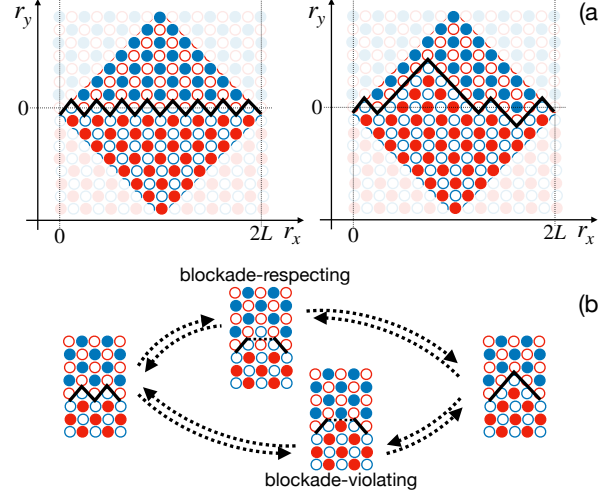 r_y
(a
0
0
2L
r_x
r_y
0
0
2L
r_x
blockade-respecting
(b
blockade-violating